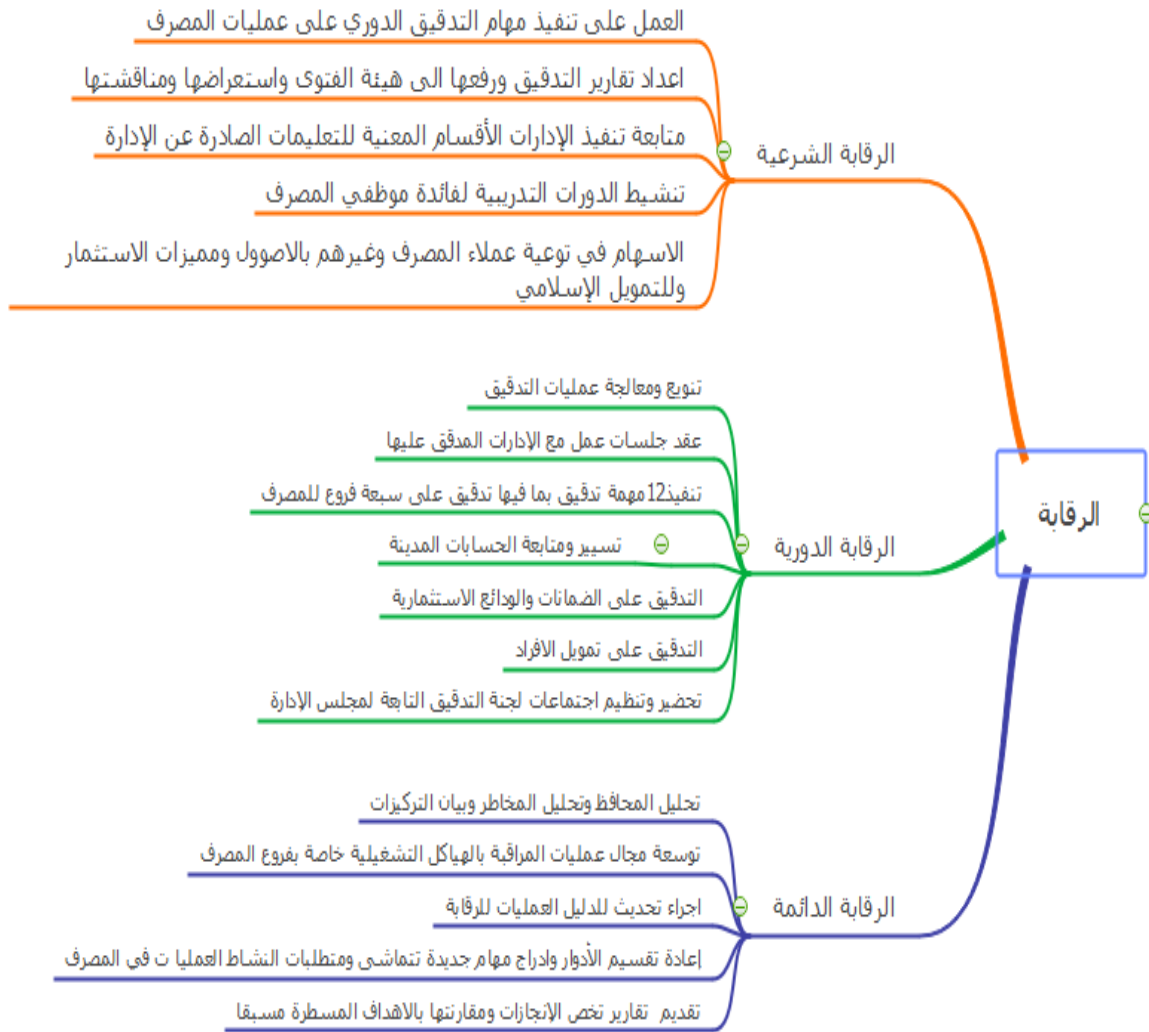 الرقابة
الرقابة الشرعية
العمل على تنفيذ مهام التدقيق الدوري على عمليات المصرف
اعداد تقارير التدقيق ورفعها الى هيئة الفتوى واستعراضها ومناقشتها
متابعة تنفيذ الإدارات الأقسام المعنية للتعليمات الصادرة عن الإدارة
تنشيط الدورات التدريبية لفائدة موظفي المصرف
الاسهام في توعية عملاء المصرف وغيرهم بالاصوول ومميزات الاستثمار
وللتمويل الإسلامي
الرقابة الدورية
تنويع ومعالجة عمليات التدقيق
عقد جلسات عمل مع الإدارات المدقق عليها
تنفيذ12مهمة تدقيق بما فيها تدقيق على سبعة فروع للمصرف
تسيير ومتابعة الحسابات المدينة
التدقيق على الضمانات والودائع الاستثمارية
التدقيق على تمويل الافراد
تحضير وتنظيم اجتماعات لجنة التدقيق التابعة لمجلس الإدارة
الرقابة الدائمة
تحليل المحافظ وتحليل المخاطر وبيان التركيزات
توسعة مجال عمليات المراقبة بالهياكل التشغيلية خاصة بفروع المصرف
اجراء تحديث للدليل العمليات للرقابة
إعادة تقسيم الأدوار وادراج مهام جديدة تتماشى ومتطلبات النشاط العمليا ت في المصرف
تقديم تقارير تخص الإنجازات ومقارنتها بالاهداف المسطرة مسبقا